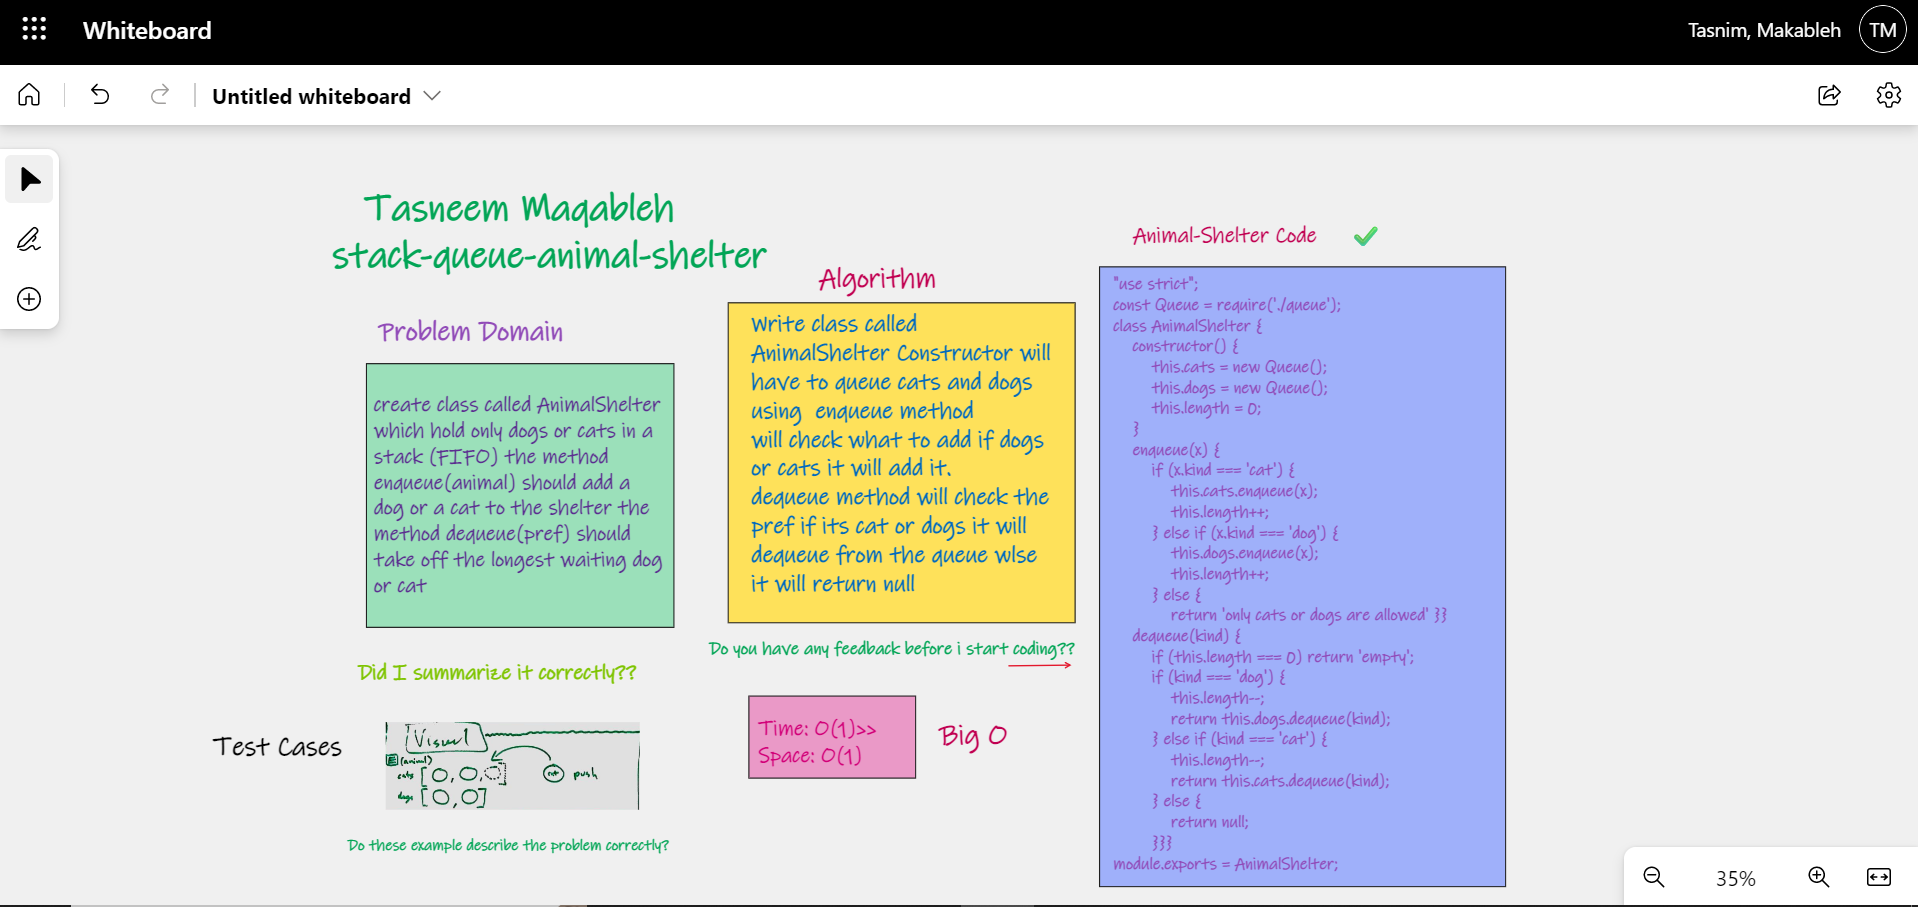 Whiteboard
Tasnim, Makableh
TM
Untitled whiteboard
Tasneem Maqableh
stack-queue-animal-shelter
Problem Domain
create class called AnimalShelter
which hold only dogs or cats in a
stack (FIFO) the method
enqueue(animal) should add a
dog or a cat to the shelter the
method dequeue(pref) should
take off the longest waiting dog
or cat
Did I summarize it correctly??
Test Cases
Visual
(animal)
cats
cat
push
dogs
Do these example describe the problem correctly?
Algorithm
Write class called
AnimalShelter Constructor will
have to queue cats and dogs
using enqueue method
will check what to add if dogs
or cats it will add it.
dequeue method will check the
pref if its cat or dogs it will
dequeue from the queue wlse
it will return null
Do you have any feedback before i start coding??
Time: O(1)>>
Space: O(1)
Big O
Animal-Shelter Code
"use strict";
const Queue = require('./queue');
class AnimalShelter {
constructor() {
this.cats = new Queue();
this.dogs = new Queue();
this.length = 0;
}
enqueue(x) {
if (x.kind === 'cat') {
this.cats.enqueue(x);
this.length++;
} else if (x.kind === 'dog') {
this.dogs.enqueue(x);
this.length++;
} else {
return 'only cats or dogs are allowed' }}
dequeue(kind) {
if (this.length === 0) return 'empty';
if (kind === 'dog') {
this.length--;
return this.dogs.dequeue(kind);
} else if (kind === 'cat') {
this.length--;
return this.cats.dequeue(kind);
} else {
return null;
}}}
module.exports = AnimalShelter;
35%